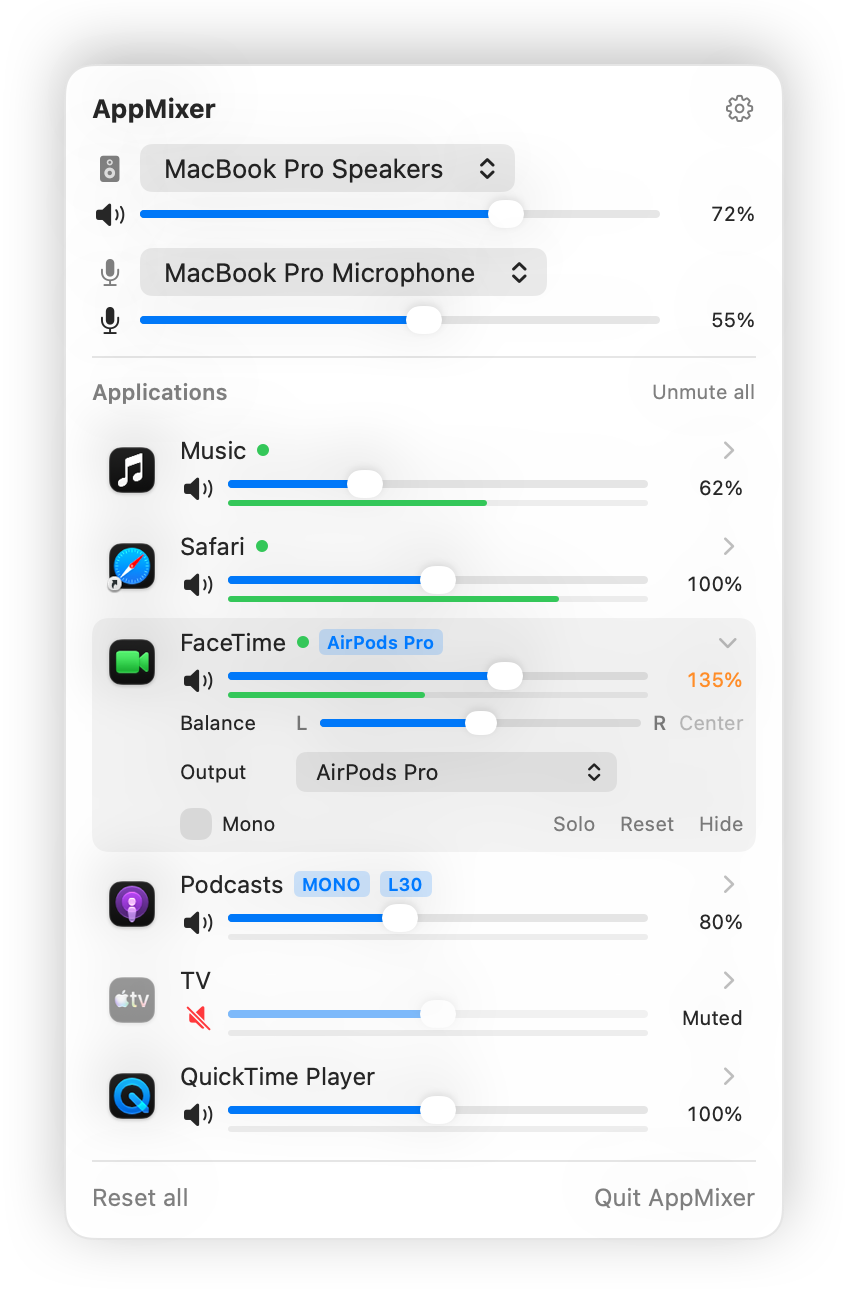 AppMixer
MacBook Pro Speakers
72%
MacBook Pro Microphone
55%
Applications Unmute all
Music
62%
Safari
100%
FaceTime AirPods Pro
135%
Balance L R Center
Output AirPods Pro
Mono Solo Reset Hide
Podcasts MONO L30
80%
TV
tv Muted
QuickTime Player
100%
Reset all Quit AppMixer